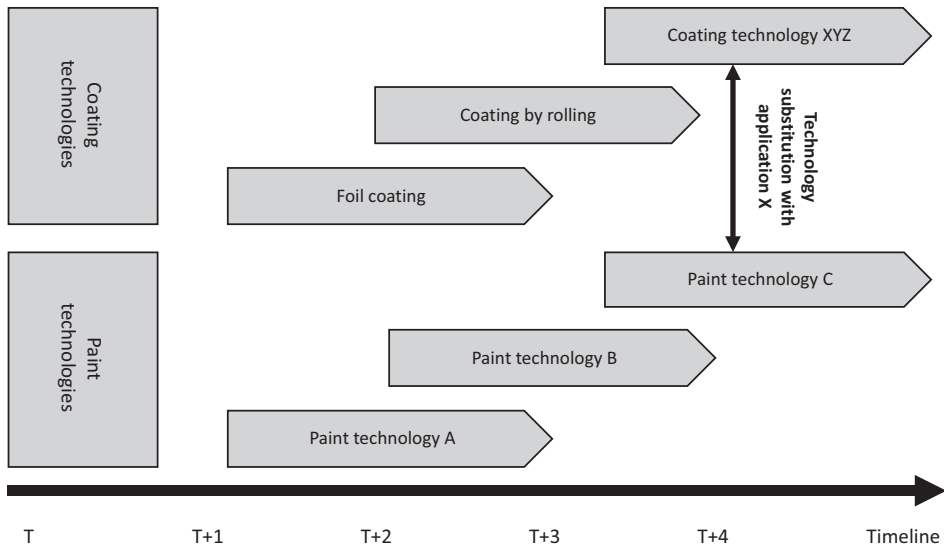 Coating
technologies
Coating technology XYZ
Coating by rolling
Foil coating
Technology
substitution with
application X
Paint
technologies
Paint technology C
Paint technology B
Paint technology A
T T+1 T+2 T+3 T+4 Timeline